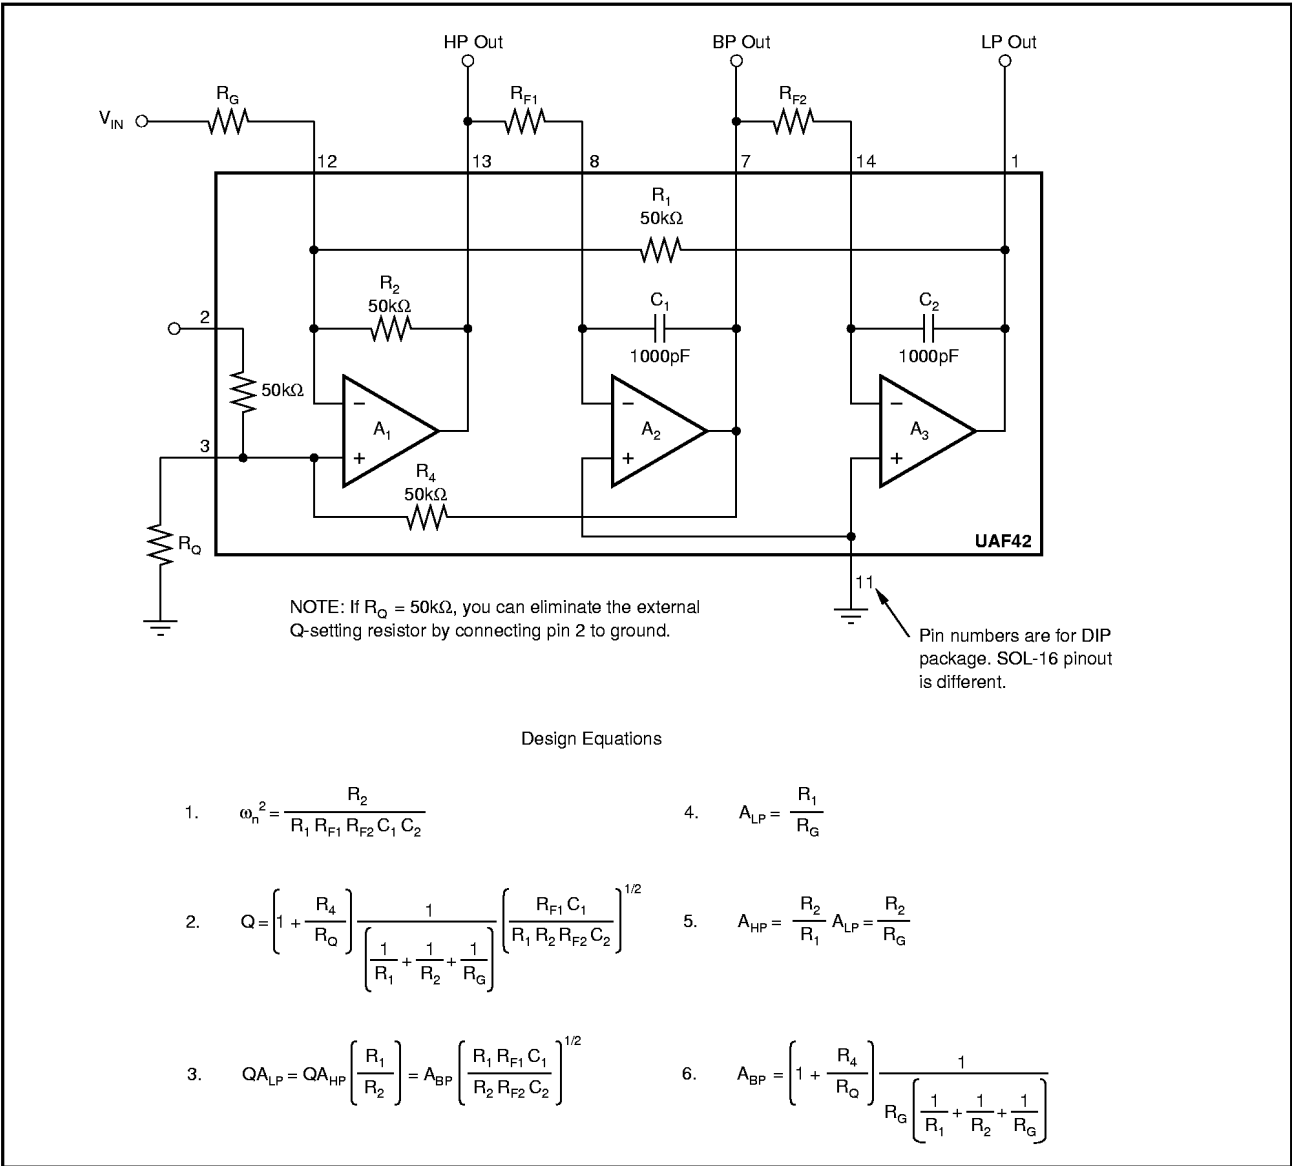 HP Out
BP Out
LP Out
V_IN
R_G
R_F1
R_F2
12
13
8
7
14
1
R_1
50kΩ
R_2
50kΩ
C_1
1000pF
C_2
1000pF
2
50kΩ
3
−
A_1
+
−
A_2
+
−
A_3
+
R_4
50kΩ
R_Q
UAF42
11
NOTE: If R_Q = 50kΩ, you can eliminate the external
Q-setting resistor by connecting pin 2 to ground.
Pin numbers are for DIP
package. SOL-16 pinout
is different.
Design Equations
1. ω_n^2 = R_2 / (R_1 R_F1 R_F2 C_1 C_2)
4. A_LP = R_1 / R_G
2. Q = (1 + R_4 / R_Q) 1 / (1/R_1 + 1/R_2 + 1/R_G) (R_F1 C_1 / (R_1 R_2 R_F2 C_2))^1/2
5. A_HP = R_2 / R_1 A_LP = R_2 / R_G
3. QA_LP = QA_HP (R_1 / R_2) = A_BP (R_1 R_F1 C_1 / (R_2 R_F2 C_2))^1/2
6. A_BP = (1 + R_4 / R_Q) 1 / (R_G (1/R_1 + 1/R_2 + 1/R_G))